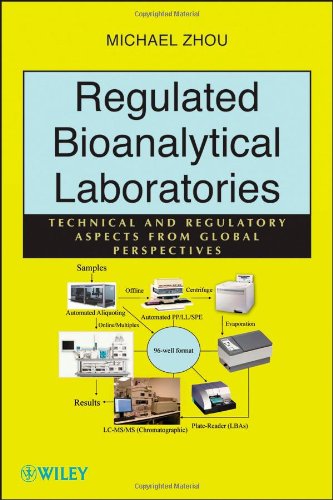 MICHAEL ZHOU
Regulated
Bioanalytical
Laboratories
TECHNICAL AND REGULATORY
ASPECTS FROM GLOBAL
PERSPECTIVES
Samples
Offline
Centrifuge
Automated Aliquoting
Automated PP/LL/SPE
Online/Multiplex
Evaporation
96-well format
Results
Plate-Reader (LBAs)
LC-MS/MS (Chromatographic)
WILEY